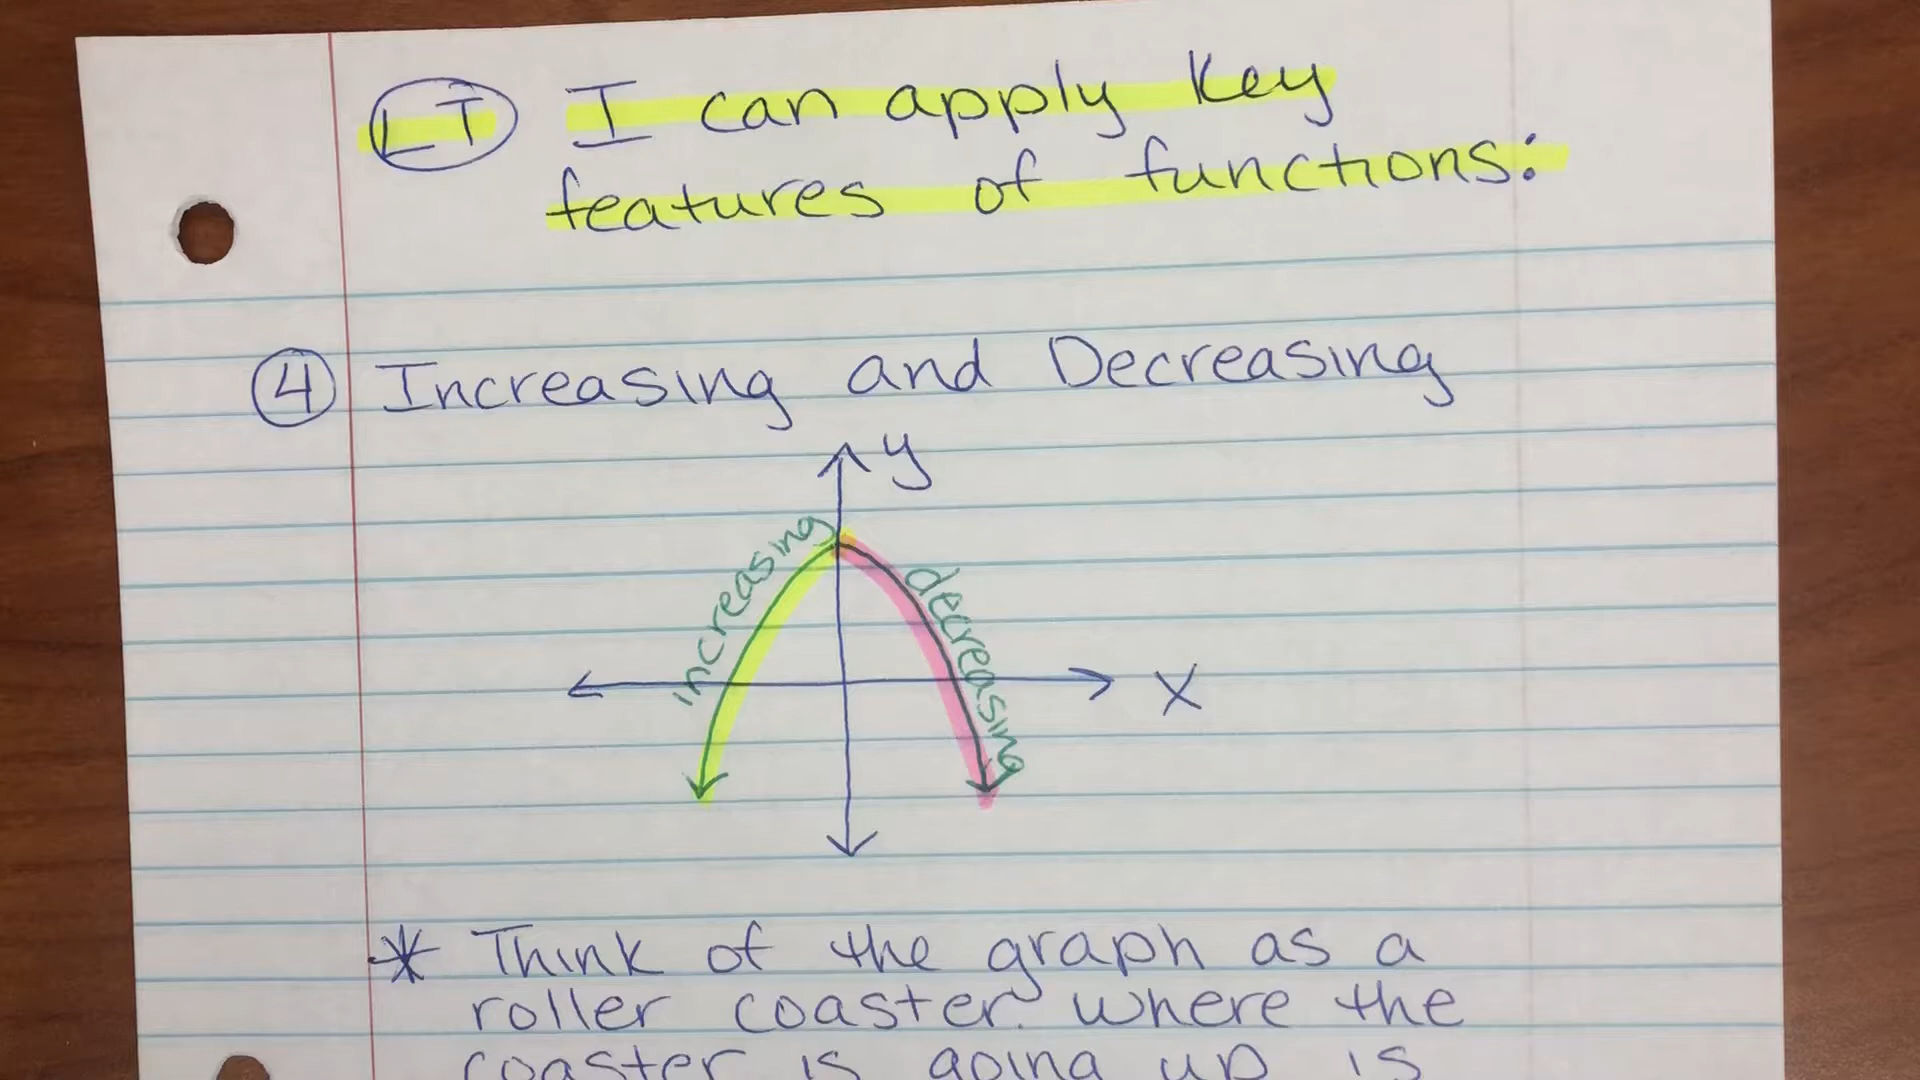 LT I can apply key
features of functions:
4 Increasing and Decreasing
y
increasing
decreasing
x
* Think of the graph as a
roller coaster. where the
coaster is going up is